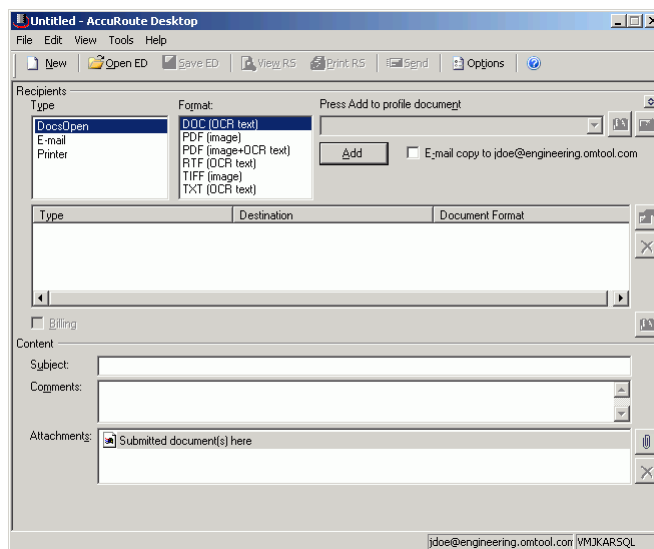 Untitled - AccuRoute Desktop
File Edit View Tools Help
New Open ED Save ED View RS Print RS Send Options
Recipients
Type Format: Press Add to profile document
DocsOpen
E-mail
Printer
DOC (OCR text)
PDF (image)
PDF (image+OCR text)
RTF (OCR text)
TIFF (image)
TXT (OCR text)
Add E-mail copy to jdoe@engineering.omtool.com
Type Destination Document Format
Billing
Content
Subject:
Comments:
Attachments: Submitted document(s) here
jdoe@engineering.omtool.com VMJKARSQL